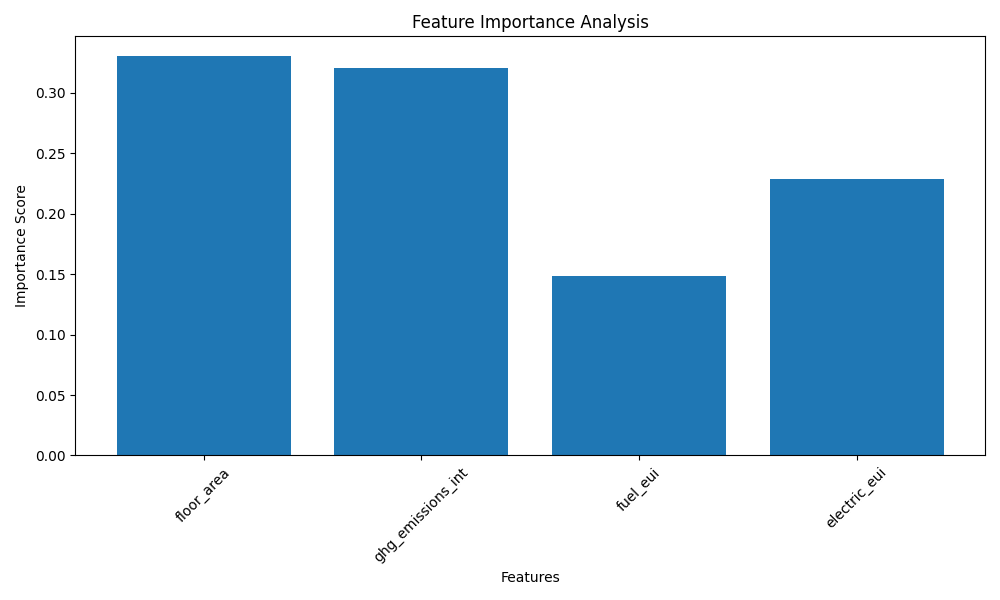 Feature Importance Analysis
Importance Score
0.30
0.25
0.20
0.15
0.10
0.05
0.00
floor_area
ghg_emissions_int
fuel_eui
electric_eui
Features